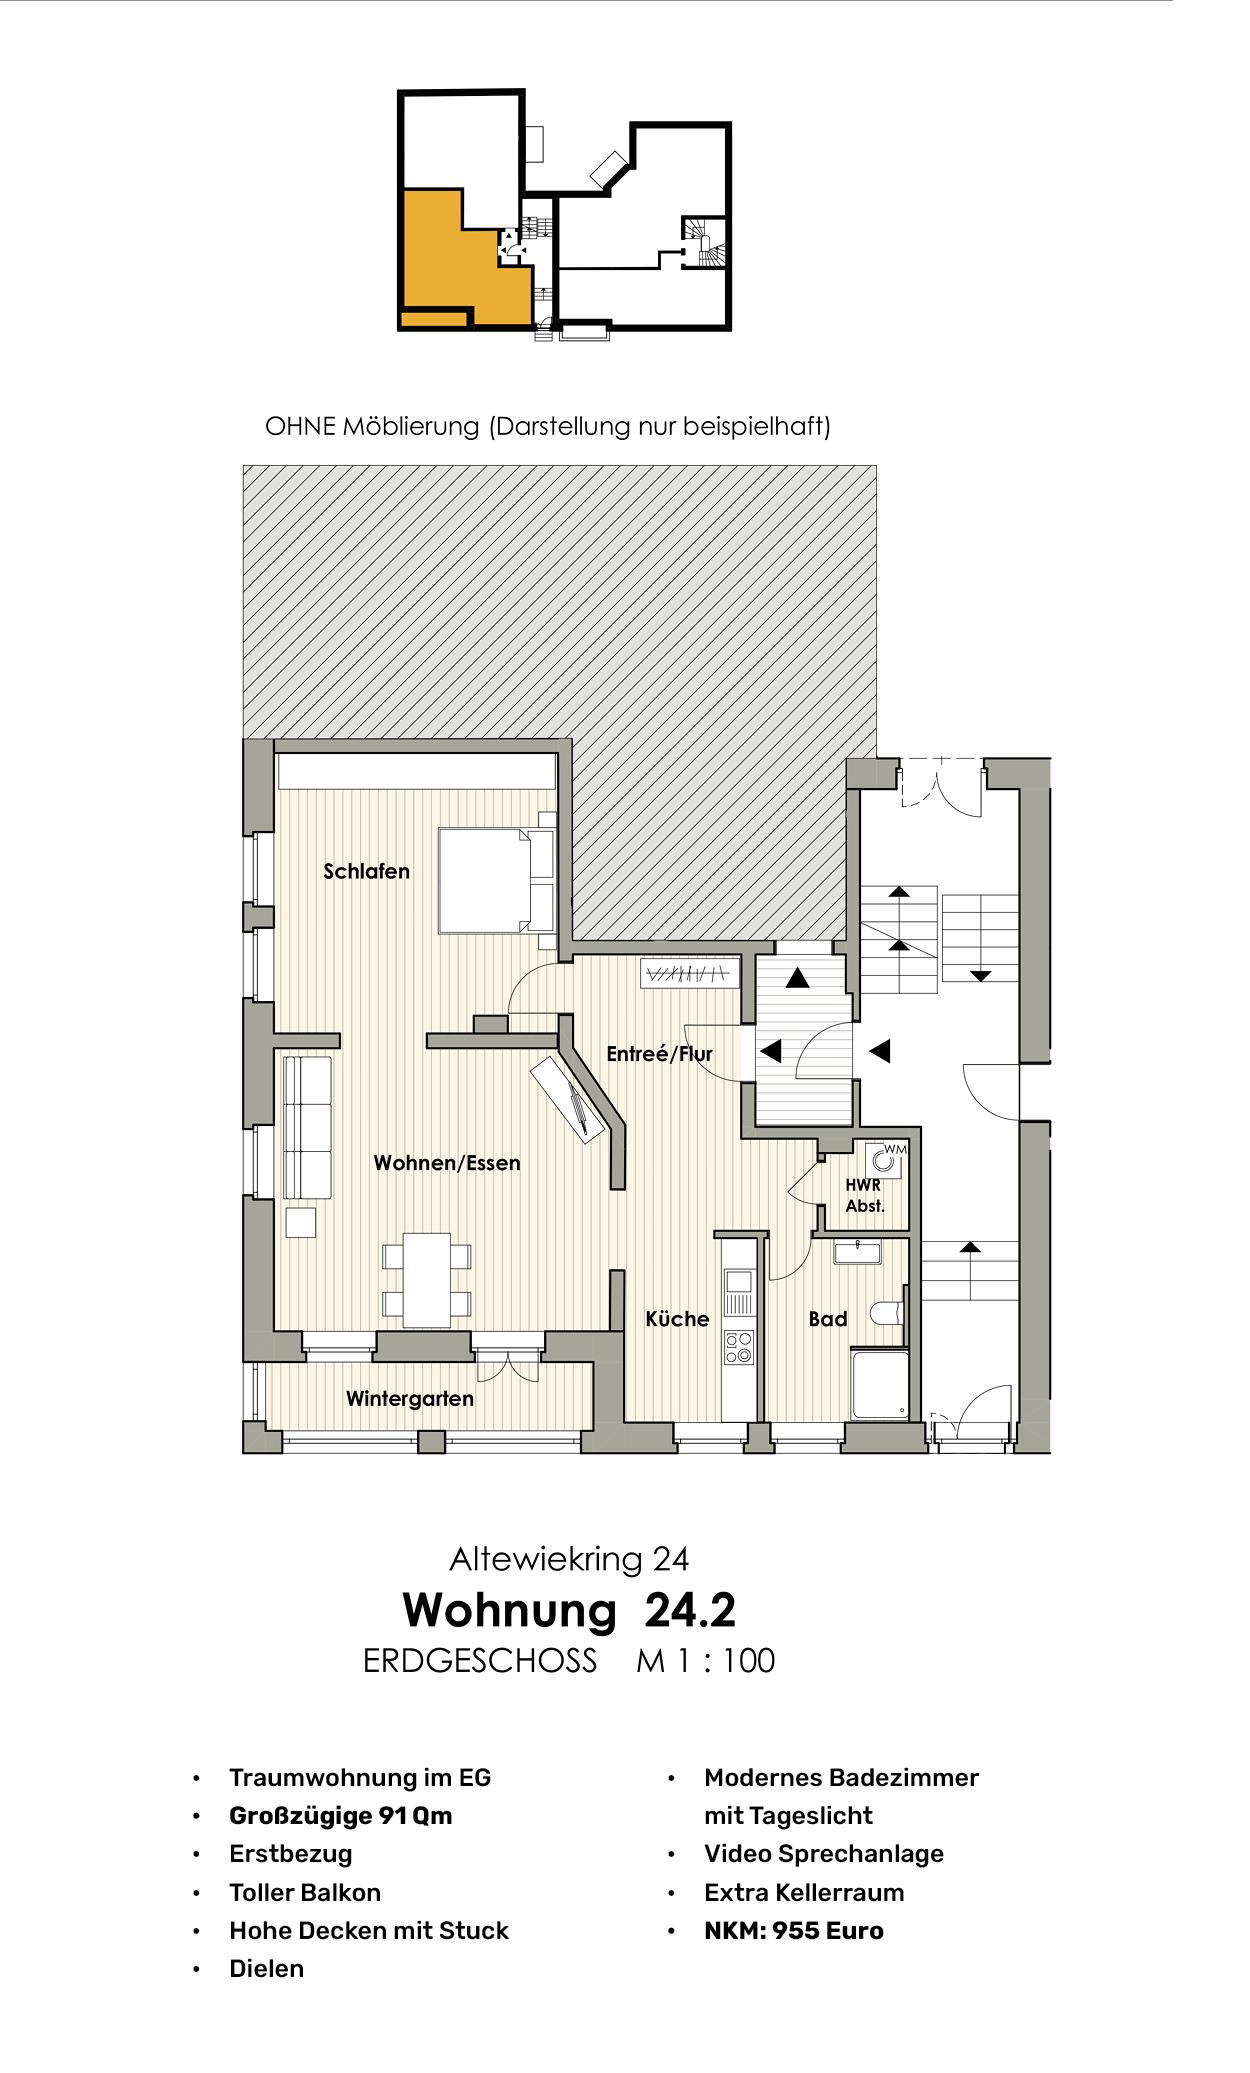 OHNE Möblierung (Darstellung nur beispielhaft)
Schlafen
Entreé/Flur
WM
HWR
Abst.
Wohnen/Essen
Küche
Bad
Wintergarten
Altewiekring 24
Wohnung 24.2
ERDGESCHOSS M 1 : 100
• Traumwohnung im EG
• Großzügige 91 Qm
• Erstbezug
• Toller Balkon
• Hohe Decken mit Stuck
• Dielen
• Modernes Badezimmer
mit Tageslicht
• Video Sprechanlage
• Extra Kellerraum
• NKM: 955 Euro